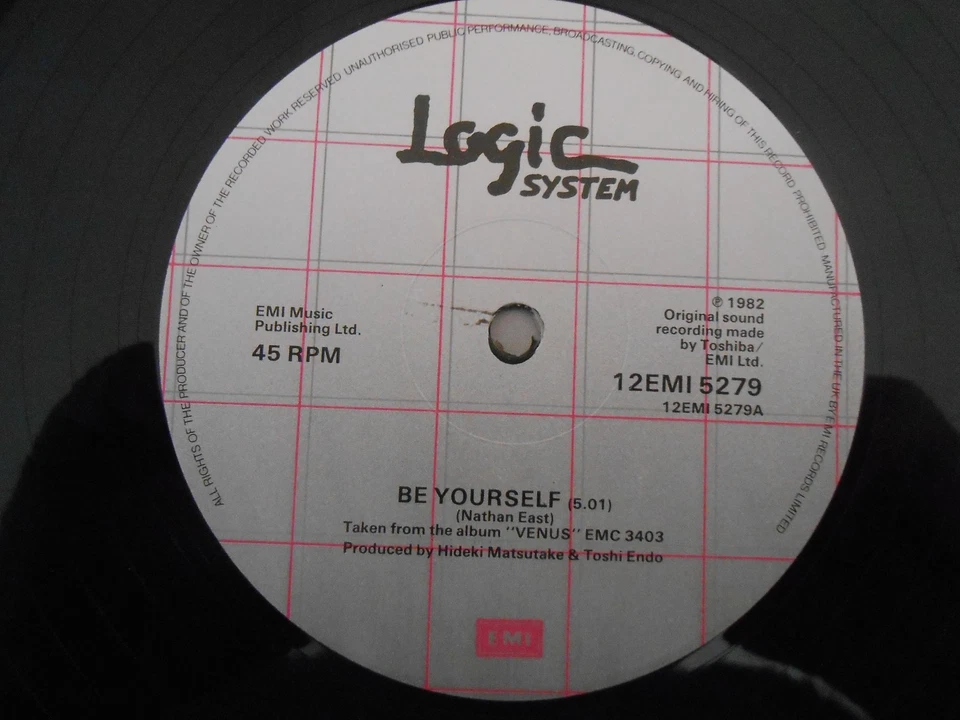 ALL RIGHTS OF THE PRODUCER AND OF THE OWNER OF THE RECORDED WORK RESERVED UNAUTHORISED PUBLIC PERFORMANCE, BROADCASTING, COPYING AND HIRING OF THIS RECORD PROHIBITED MANUFACTURED IN THE UK BY EMI RECORDS LIMITED
Logic
SYSTEM
EMI Music
Publishing Ltd.
45 RPM
℗ 1982
Original sound
recording made
by Toshiba/
EMI Ltd.
12EMI 5279
12EMI 5279A
BE YOURSELF (5.01)
(Nathan East)
Taken from the album "VENUS" EMC 3403
Produced by Hideki Matsutake & Toshi Endo
EMI